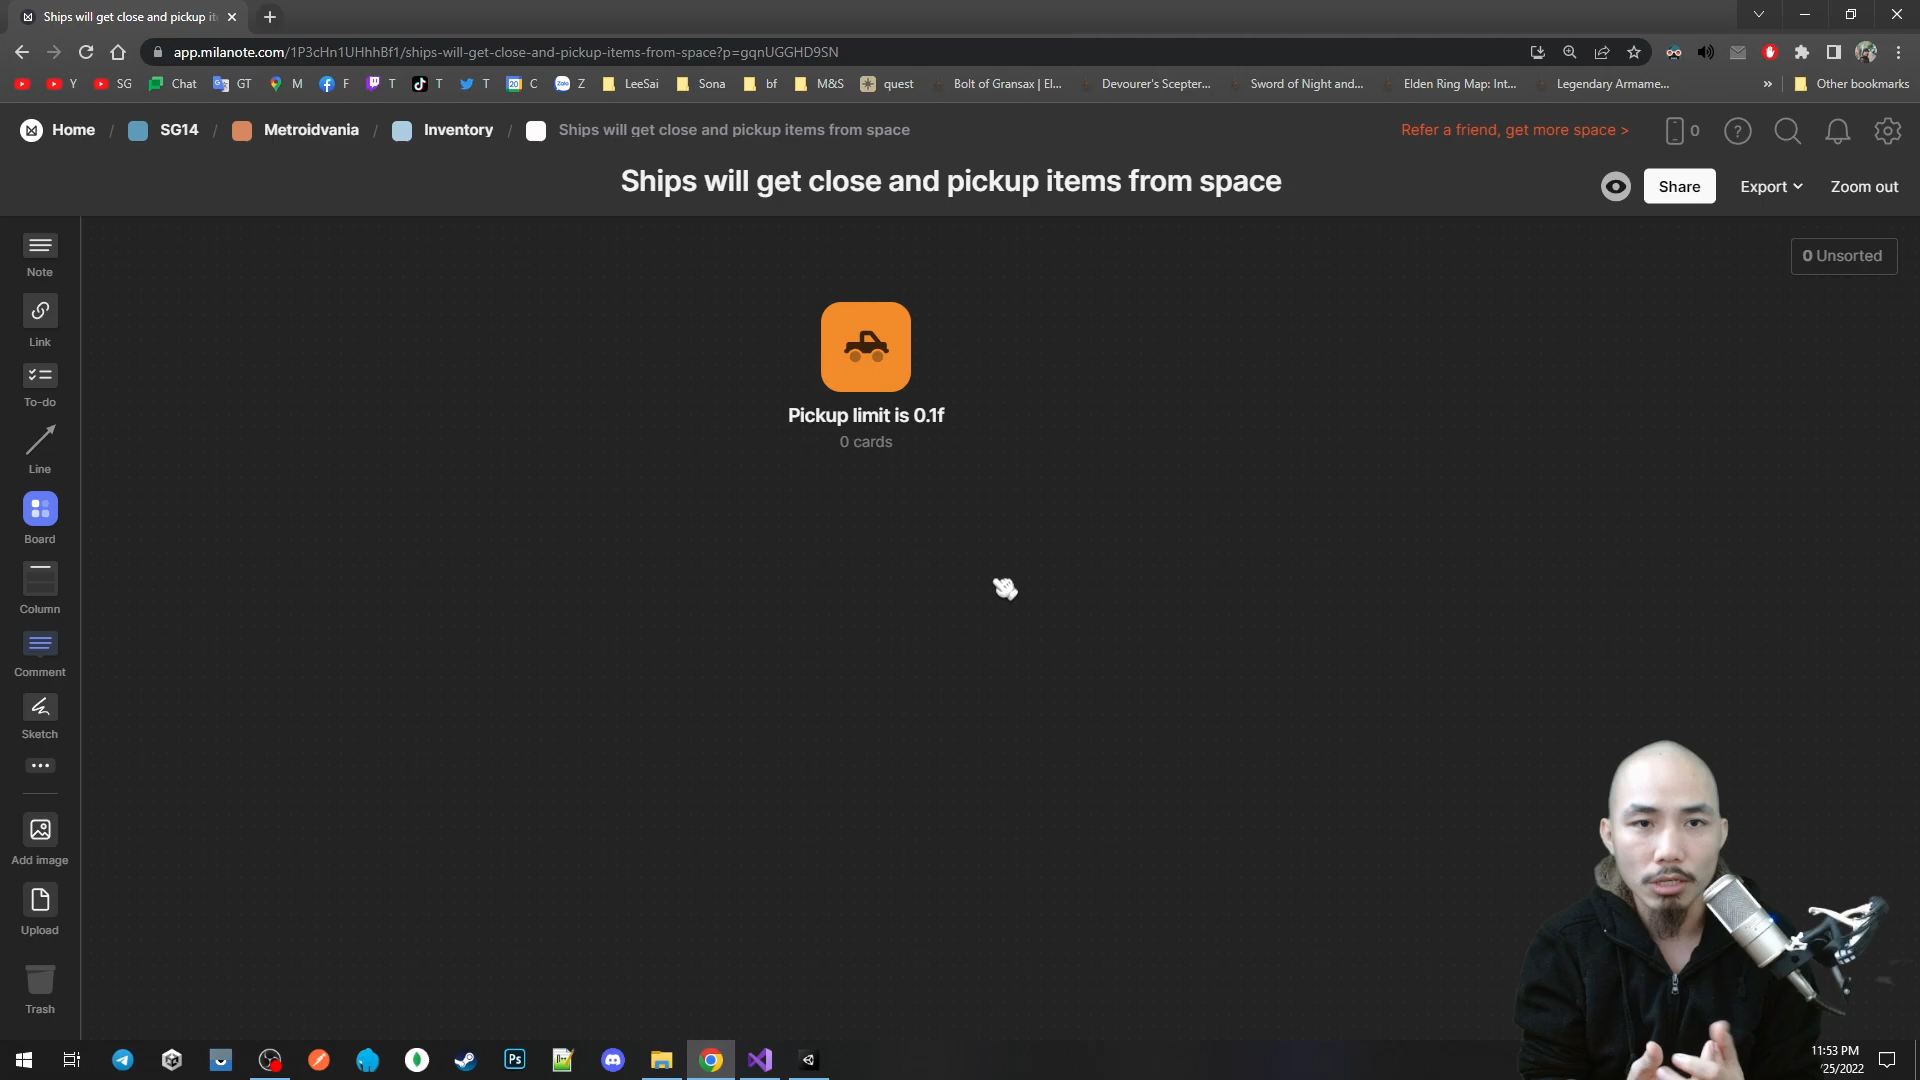 Ships will get close and pickup it
app.milanote.com/1P3cHn1UHhhBf1/ships-will-get-close-and-pickup-items-from-space?p=gqnUGGHD9SN
Y
SG
Chat
GT
M
F
T
T
T
C
Z
LeeSai
Sona
bf
M&S
quest
Bolt of Gransax | El...
Devourer's Scepter...
Sword of Night and...
Elden Ring Map: Int...
Legendary Armame...
»
Other bookmarks
Home / SG14 / Metroidvania / Inventory / Ships will get close and pickup items from space
Refer a friend, get more space >
0
Ships will get close and pickup items from space
Share
Export
Zoom out
0 Unsorted
Note
Link
To-do
Line
Board
Column
Comment
Sketch
Add image
Upload
Trash
Pickup limit is 0.1f
0 cards
Ps
11:53 PM
/25/2022